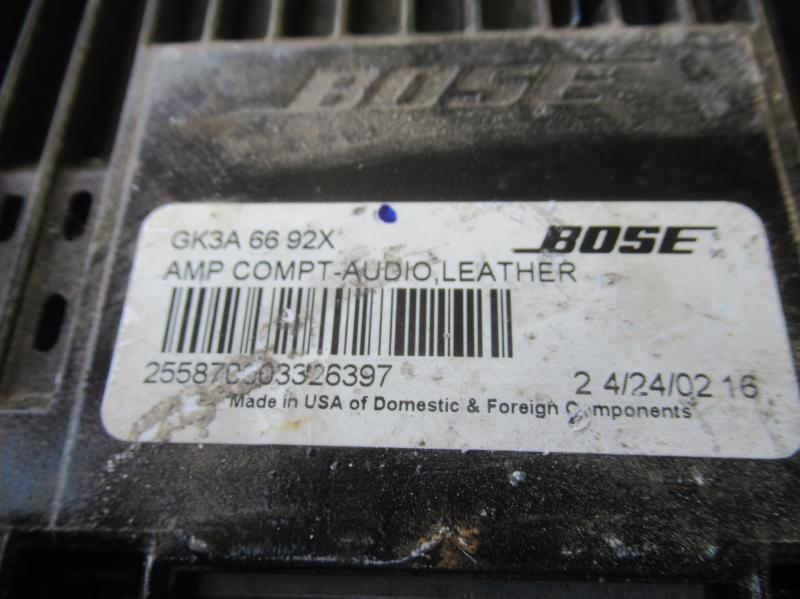 BOSE
GK3A 66 92X
BOSE
AMP COMPT-AUDIO,LEATHER
2 4/24/02 16
Made in USA of Domestic & Foreign Components